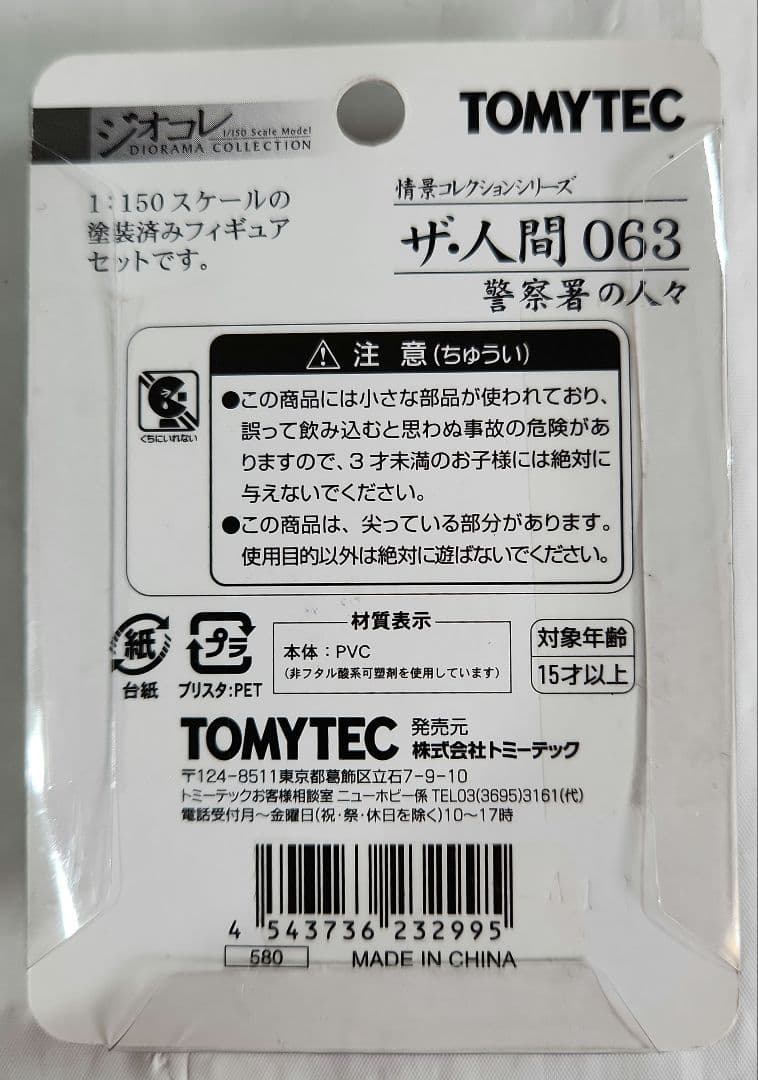 ジオコレ
1/150 Scale Model
DIORAMA COLLECTION
TOMYTEC
1:150スケールの
塗装済みフィギュア
セットです。
情景コレクションシリーズ
ザ・人間 063
警察署の人々
注 意(ちゅうい)
くちにいれない
●この商品には小さな部品が使われており、
誤って飲み込むと思わぬ事故の危険があ
りますので、3才未満のお子様には絶対に
与えないでください。
●この商品は、尖っている部分があります。
使用目的以外は絶対に遊ばないでください。
紙
台紙
プラ
ブリスタ:PET
材質表示
本体:PVC
(非フタル酸系可塑剤を使用しています)
対象年齢
15才以上
TOMYTEC
発売元
株式会社トミーテック
〒124-8511東京都葛飾区立石7-9-10
トミーテックお客様相談室 ニューホビー係 TEL03(3695)3161(代)
電話受付月〜金曜日(祝・祭・休日を除く)10〜17時
4 543736 232995
580
MADE IN CHINA